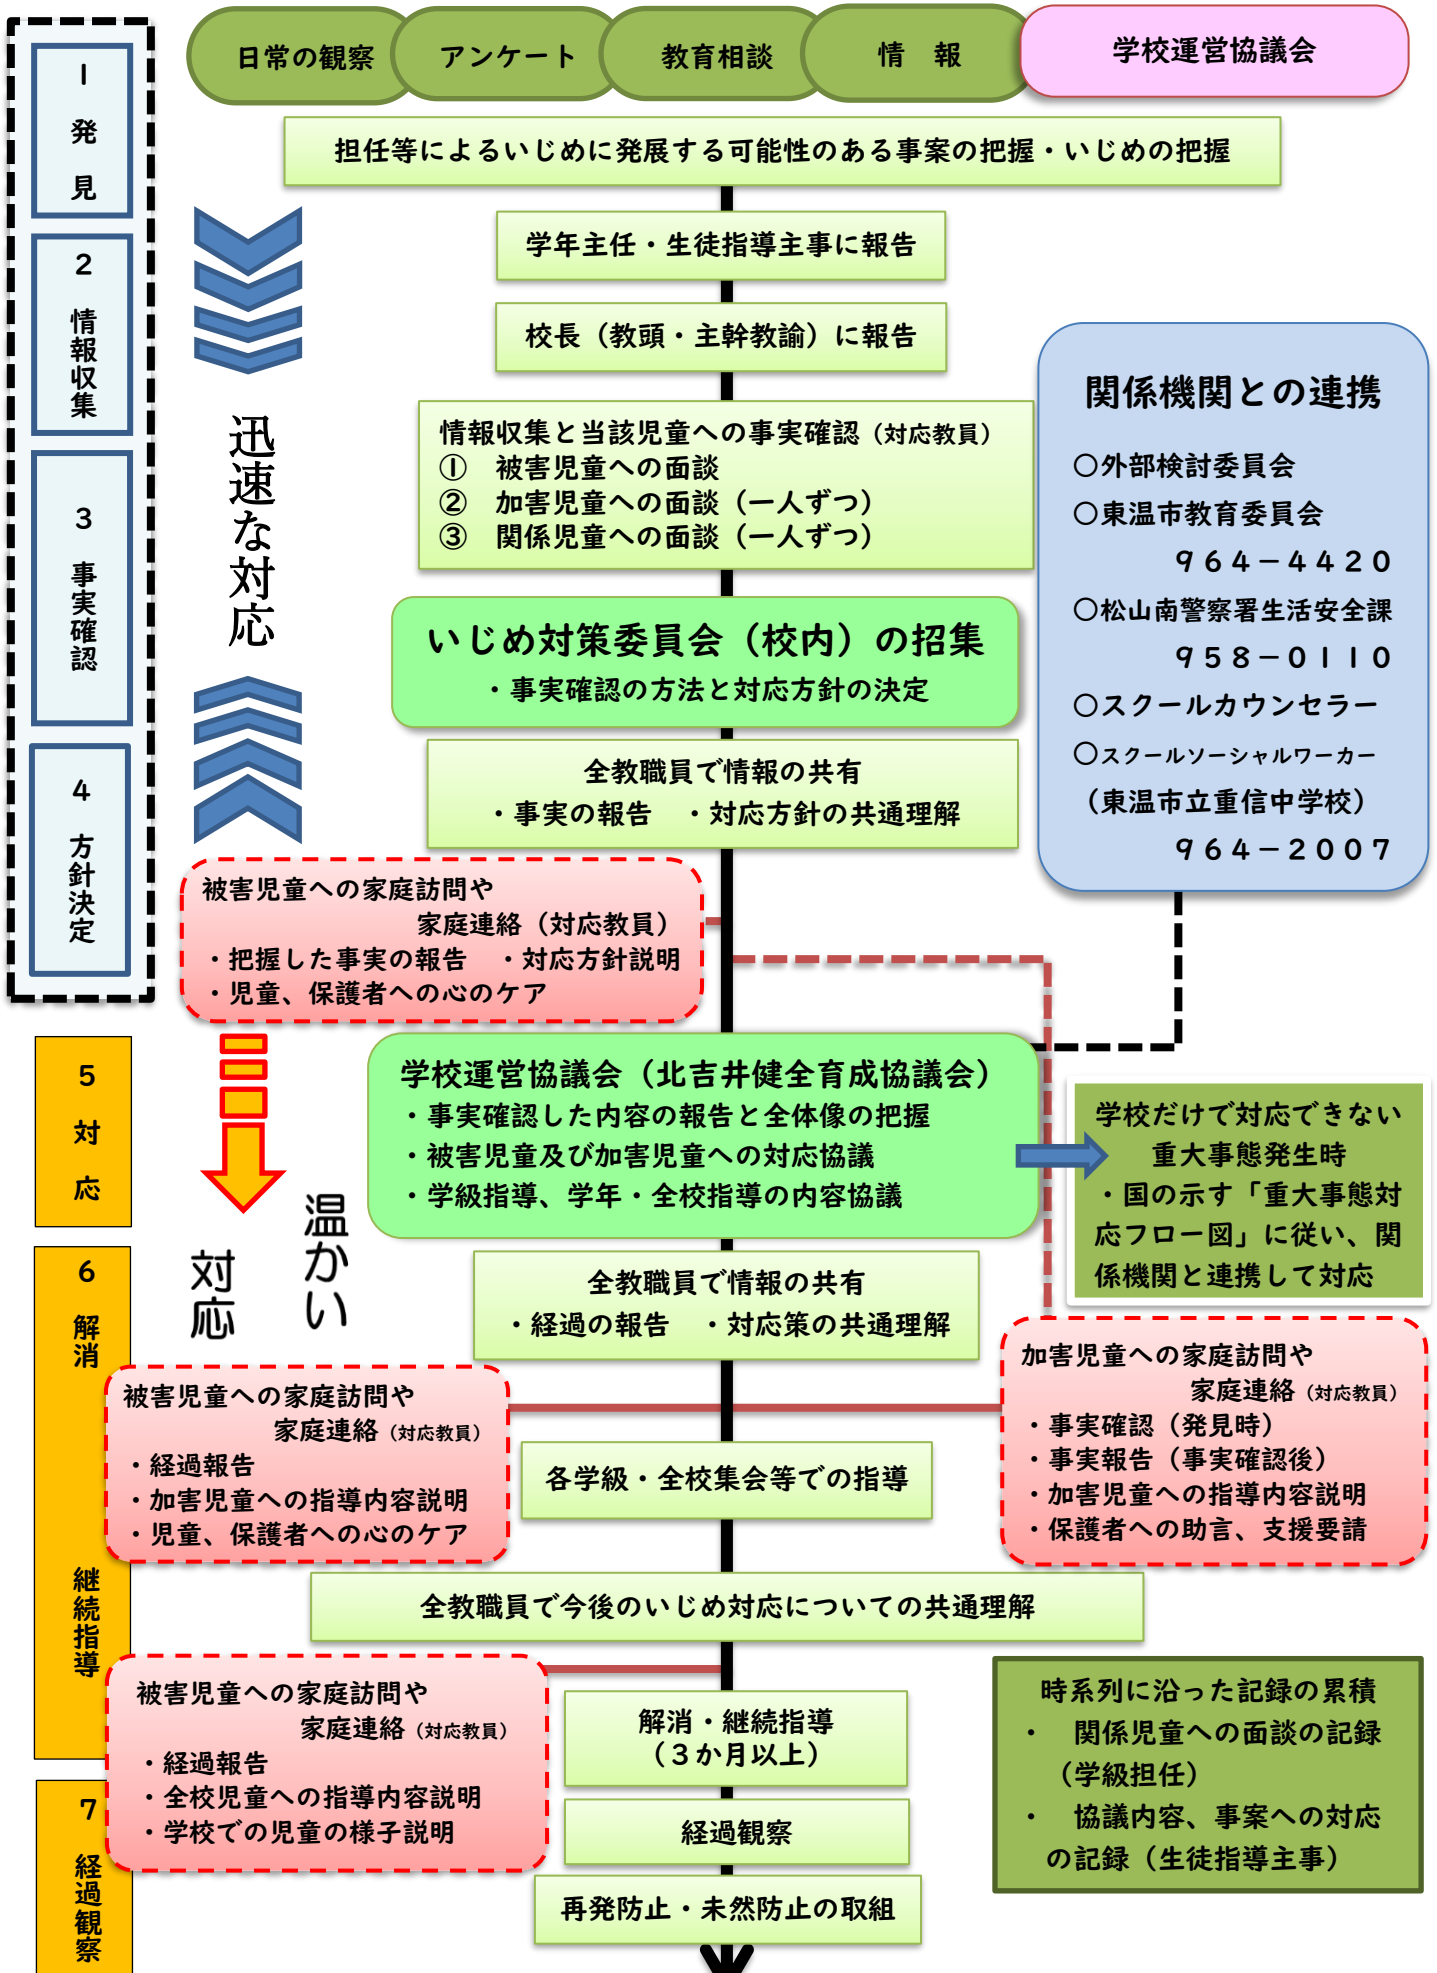 日常の観察
アンケート
教育相談
情　報
学校運営協議会
担任等によるいじめに発展する可能性のある事案の把握・いじめの把握
1　発　見
2　情報収集
3　事実確認
4　方針決定
迅速な対応
学年主任・生徒指導主事に報告
校長（教頭・主幹教諭）に報告
情報収集と当該児童への事実確認（対応教員）
①　被害児童への面談
②　加害児童への面談（一人ずつ）
③　関係児童への面談（一人ずつ）
いじめ対策委員会（校内）の招集
・事実確認の方法と対応方針の決定
全教職員で情報の共有
・事実の報告　・対応方針の共通理解
関係機関との連携
○外部検討委員会
○東温市教育委員会
９６４－４４２０
○松山南警察署生活安全課
９５８－０１１０
○スクールカウンセラー
○スクールソーシャルワーカー
（東温市立重信中学校）
９６４－２００７
被害児童への家庭訪問や
家庭連絡（対応教員）
・把握した事実の報告　・対応方針説明
・児童、保護者への心のケア
5　対　応
6　解消　継続指導
7　経過観察
温かい
対応
学校運営協議会（北吉井健全育成協議会）
・事実確認した内容の報告と全体像の把握
・被害児童及び加害児童への対応協議
・学級指導、学年・全校指導の内容協議
学校だけで対応できない
重大事態発生時
・国の示す「重大事態対
応フロー図」に従い、関
係機関と連携して対応
全教職員で情報の共有
・経過の報告　・対応策の共通理解
被害児童への家庭訪問や
家庭連絡（対応教員）
・経過報告
・加害児童への指導内容説明
・児童、保護者への心のケア
加害児童への家庭訪問や
家庭連絡（対応教員）
・事実確認（発見時）
・事実報告（事実確認後）
・加害児童への指導内容説明
・保護者への助言、支援要請
各学級・全校集会等での指導
全教職員で今後のいじめ対応についての共通理解
被害児童への家庭訪問や
家庭連絡（対応教員）
・経過報告
・全校児童への指導内容説明
・学校での児童の様子説明
解消・継続指導
（３か月以上）
経過観察
再発防止・未然防止の取組
時系列に沿った記録の累積
・　関係児童への面談の記録
（学級担任）
・　協議内容、事案への対応
の記録（生徒指導主事）